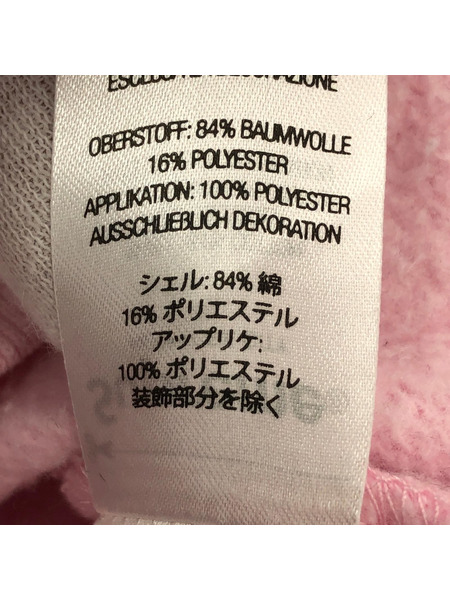 OBERSTOFF: 84% BAUMWOLLE
16% POLYESTER
APPLIKATION: 100% POLYESTER
AUSSCHLIEßLICH DEKORATION
シェル: 84% 綿
16% ポリエステル
アップリケ:
100% ポリエステル
装飾部分を除く